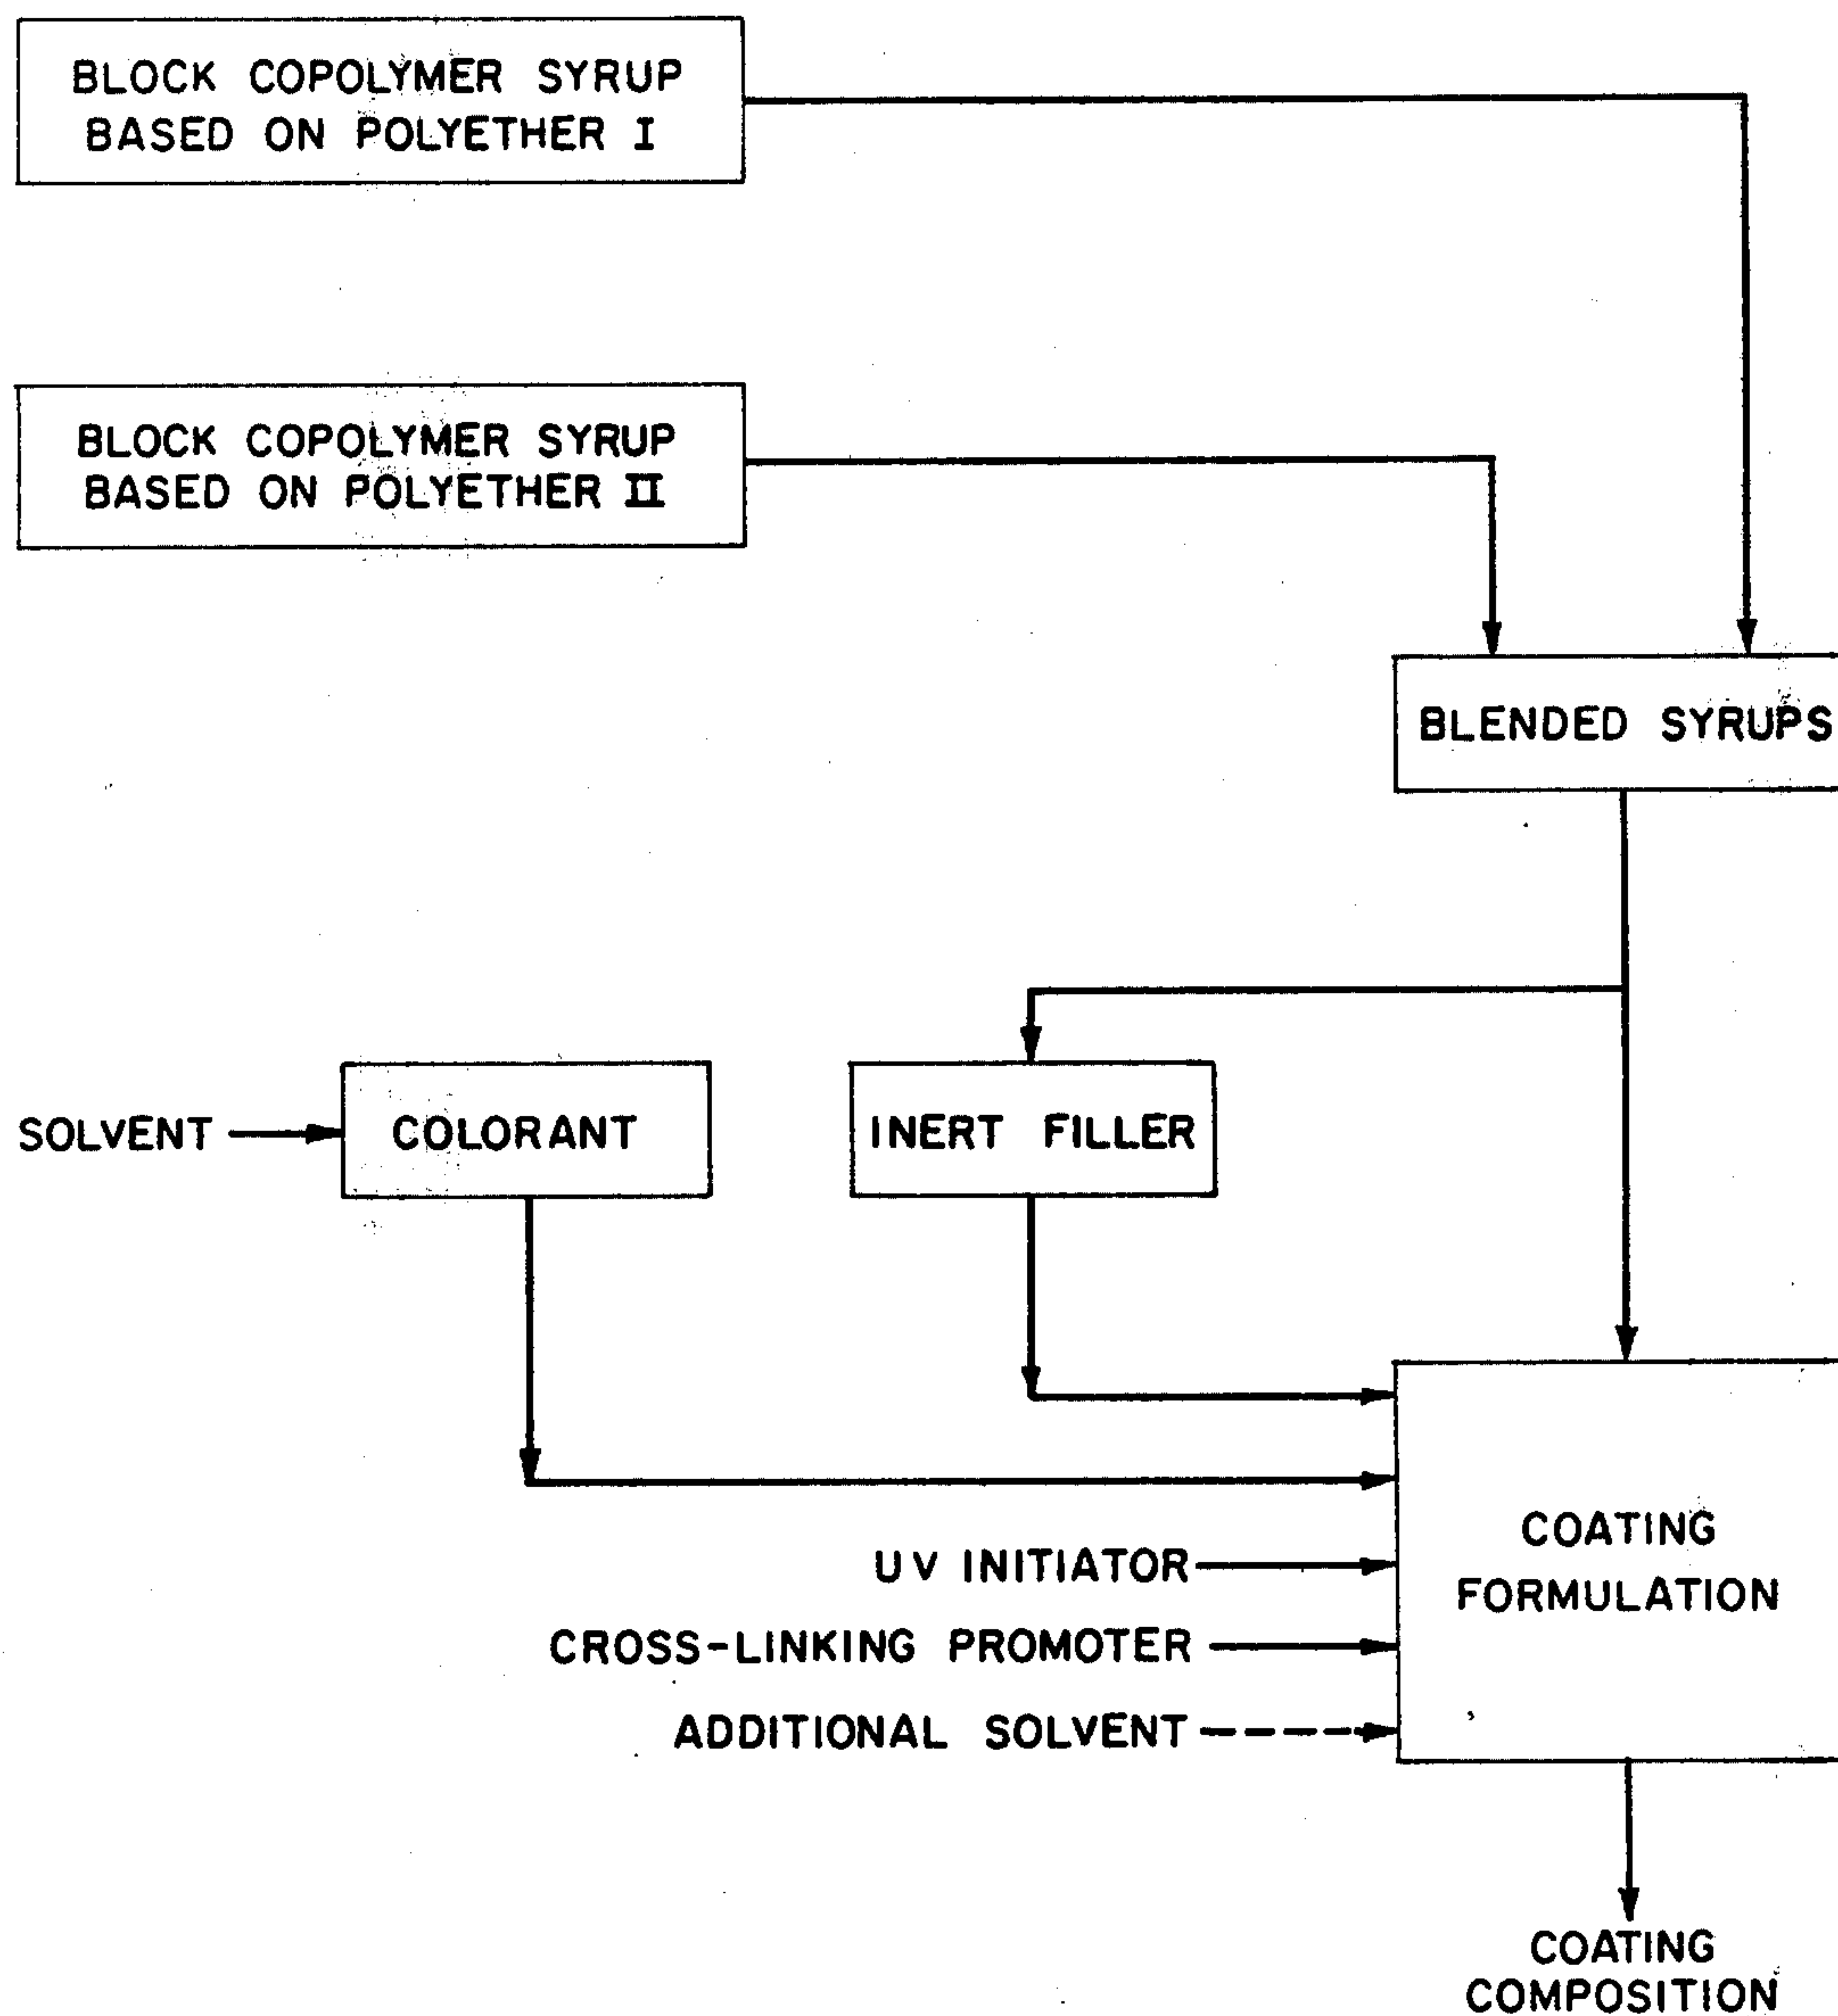 BLOCK COPOLYMER SYRUP
BASED ON POLYETHER I
BLOCK COPOLYMER SYRUP
BASED ON POLYETHER II
BLENDED SYRUPS
SOLVENT
COLORANT
INERT FILLER
UV INITIATOR
CROSS-LINKING PROMOTER
ADDITIONAL SOLVENT
COATING
FORMULATION
COATING
COMPOSITION